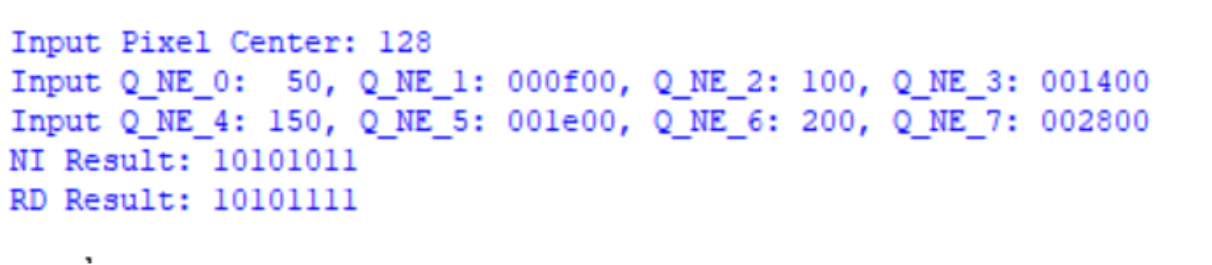 Input Pixel Center: 128
Input Q_NE_0:  50, Q_NE_1: 000f00, Q_NE_2: 100, Q_NE_3: 001400
Input Q_NE_4: 150, Q_NE_5: 001e00, Q_NE_6: 200, Q_NE_7: 002800
NI Result: 10101011
RD Result: 10101111